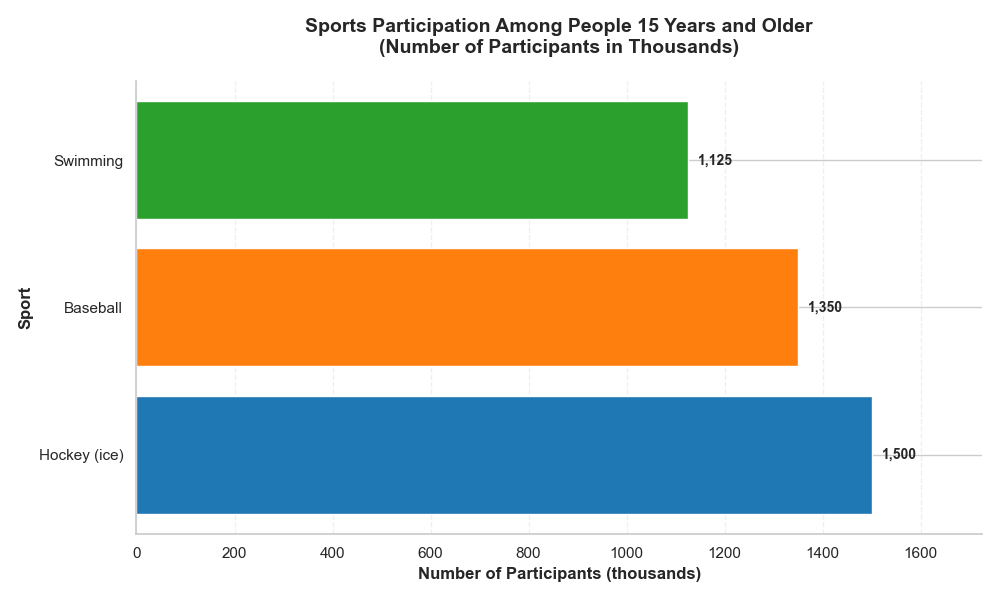 Sports Participation Among People 15 Years and Older
(Number of Participants in Thousands)
Swimming
1,125
Baseball
1,350
Hockey (ice)
1,500
Sport
0 200 400 600 800 1000 1200 1400 1600
Number of Participants (thousands)